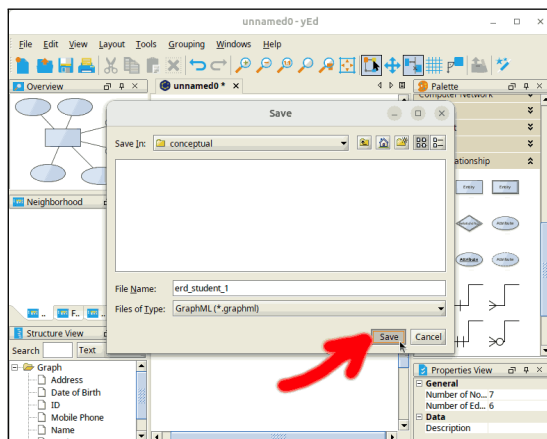 unnamed0 - yEd
File Edit View Layout Tools Grouping Windows Help
Overview
unnamed0 *
Palette
Computer Network
Save
Save In: conceptual
File Name: erd_student_1
Files of Type: GraphML (*.graphml)
Save Cancel
ationship
Entity Entity
Attribute
Attribute Attribute
Neighborhood
F..
Structure View
Search Text
Graph
Address
Date of Birth
ID
Mobile Phone
Name
Properties View
General
Number of No... 7
Number of Ed... 6
Data
Description